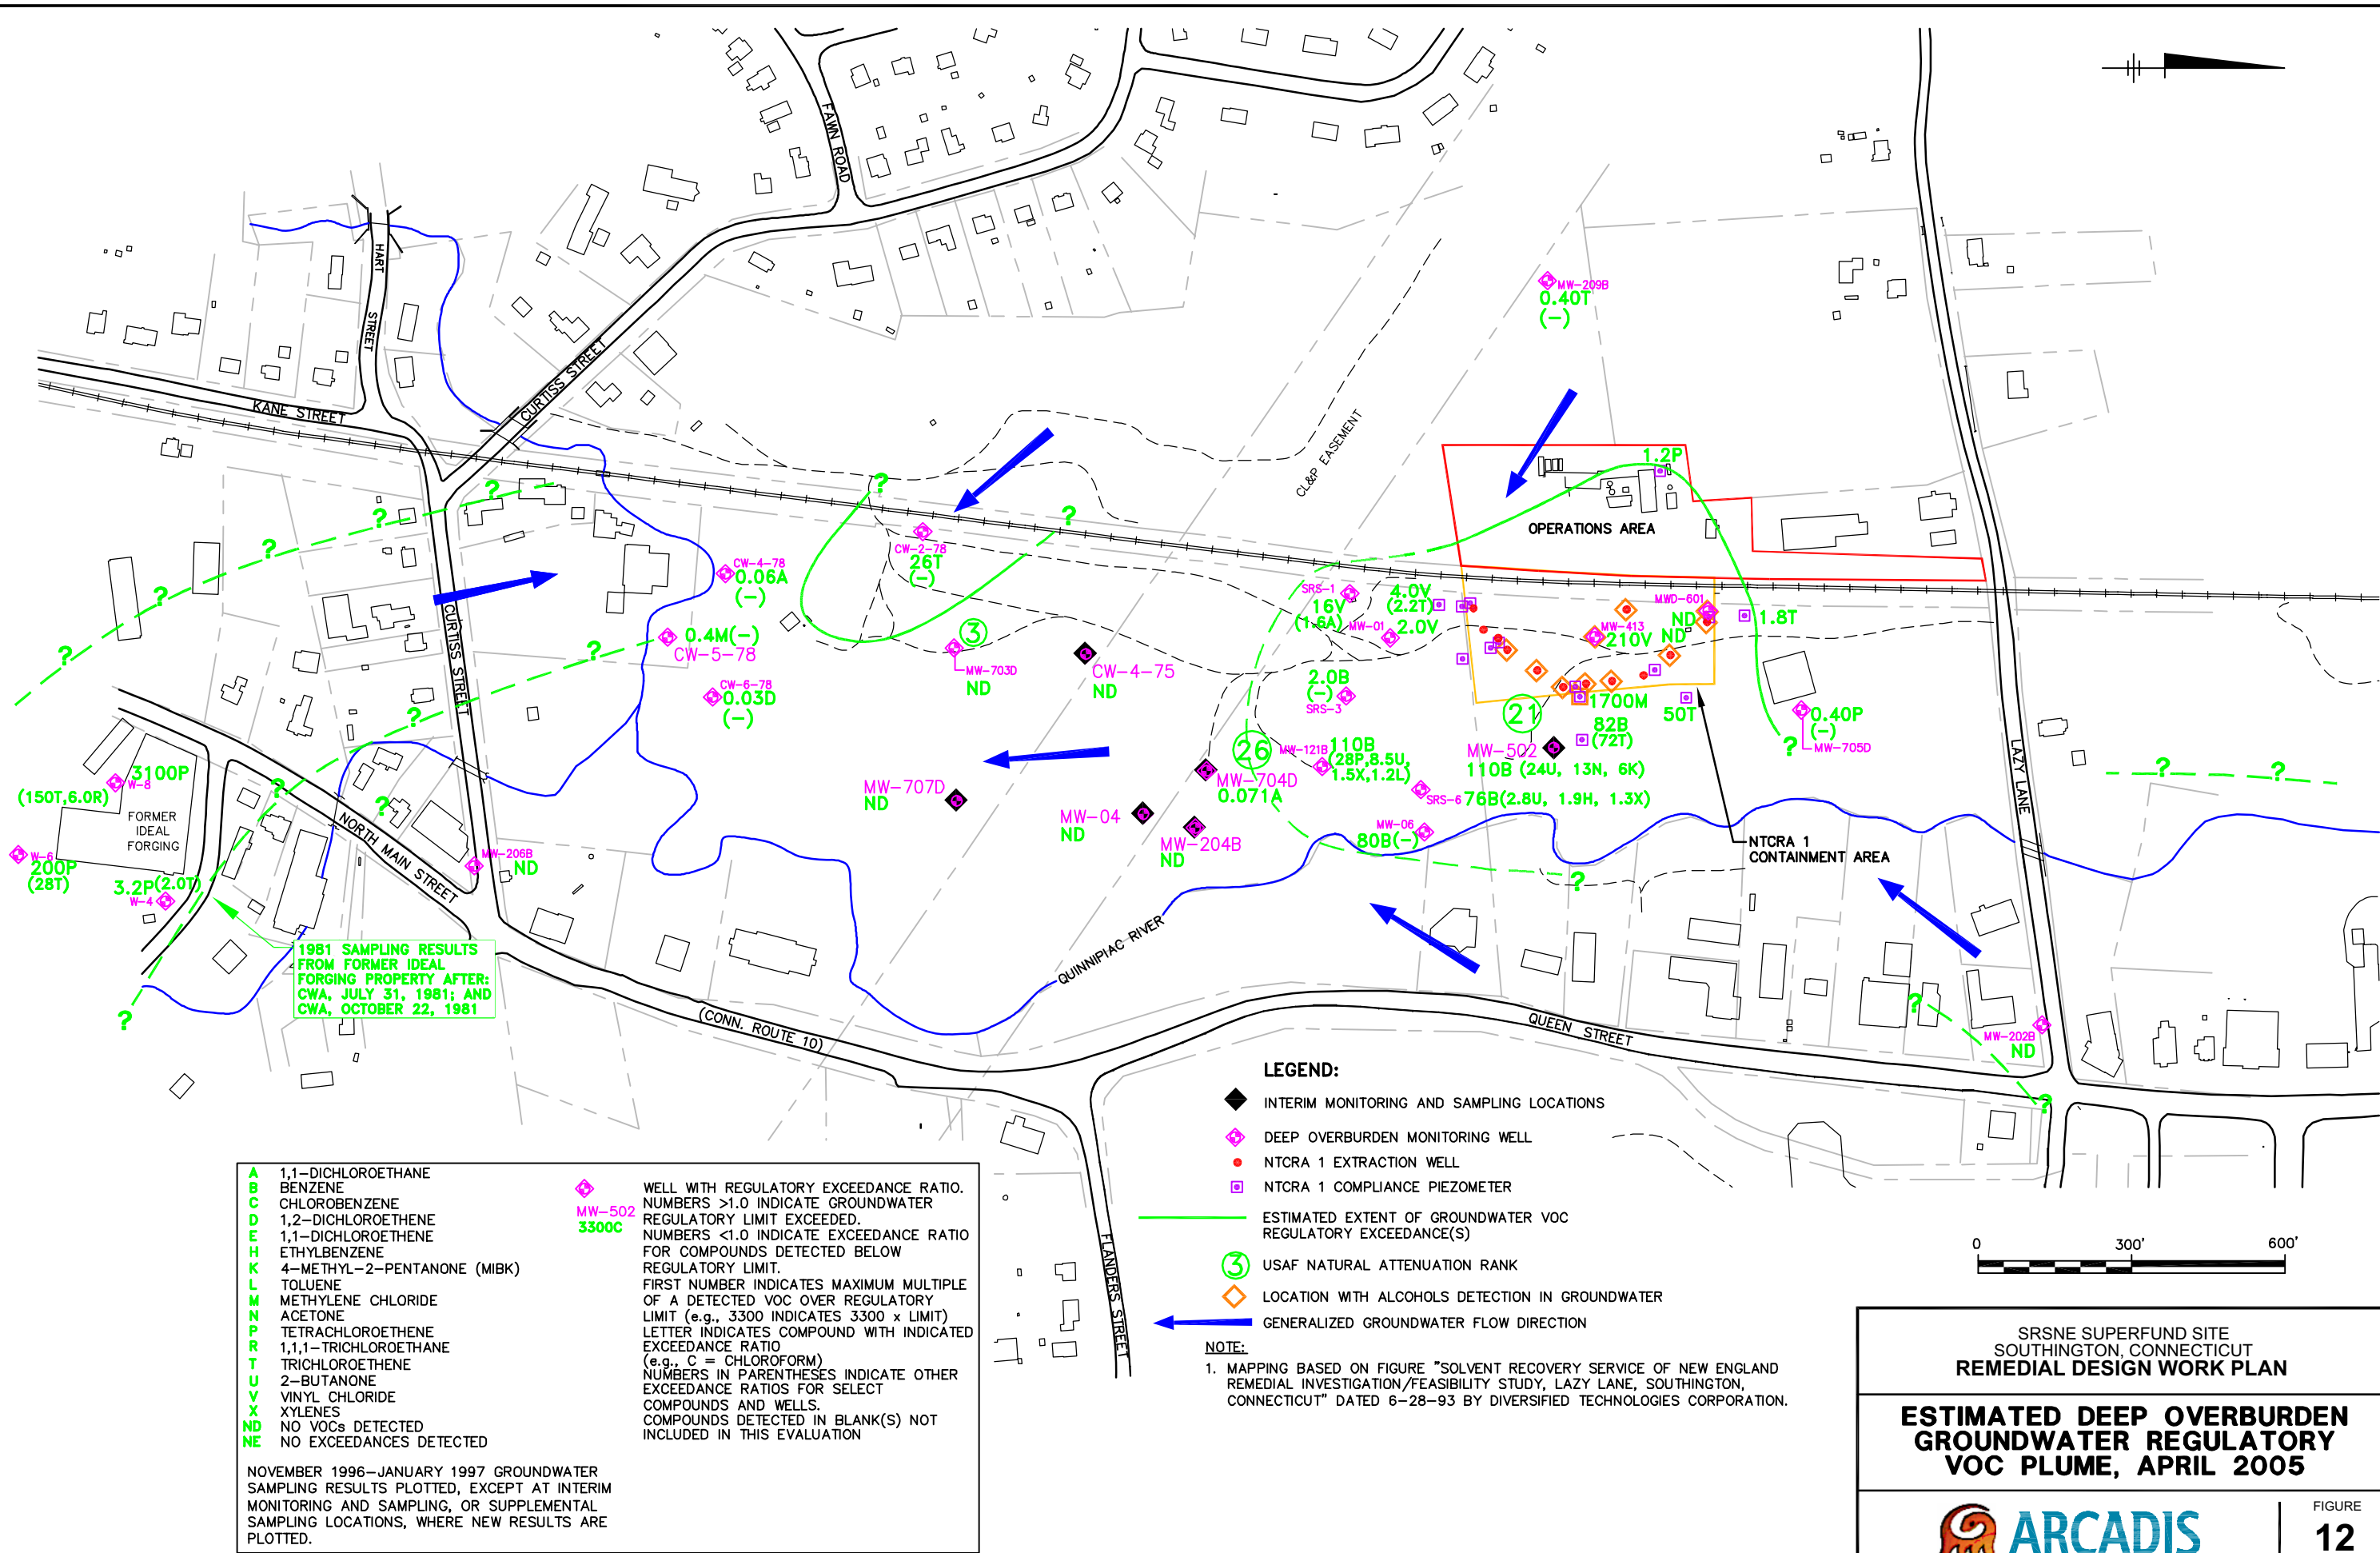 FAWN ROAD
HART
STREET
KANE STREET
CURTISS STREET
CL&P EASEMENT
MW-209B
0.40T
(-)
1.2P
OPERATIONS AREA
CW-2-78
26T
(-)
CW-4-78
0.06A
(-)
0.4M(-)
CW-5-78
CW-6-78
0.03D
(-)
3
MW-703D
ND
CW-4-75
ND
SRS-1
16V
(1.6A)
4.0V
(2.2T)
MW-01
2.0V
MWD-601
ND
MW-413
210V
ND
1.8T
2.0B
(-)
SRS-3
21
1700M
50T
82B
(72T)
0.40P
(-)
MW-705D
CURTISS STREET
26
MW-121B
110B
(28P,8.5U,
1.5X,1.2L)
MW-502
110B (24U, 13N, 6K)
MW-704D
0.071A
SRS-6
76B(2.8U, 1.9H, 1.3X)
MW-707D
ND
MW-04
ND
MW-204B
ND
MW-06
80B(-)
NTCRA 1
CONTAINMENT AREA
LAZY LANE
3100P
W-8
(150T,6.0R)
FORMER
IDEAL
FORGING
W-6
200P
(28T)
3.2P(2.0T)
W-4
NORTH MAIN STREET
MW-206B
ND
1981 SAMPLING RESULTS
FROM FORMER IDEAL
FORGING PROPERTY AFTER:
CWA, JULY 31, 1981; AND
CWA, OCTOBER 22, 1981
QUINNIPIAC RIVER
(CONN. ROUTE 10)
QUEEN STREET
MW-202B
ND
FLANDERS STREET
? ? ? ? ? ? ? ? ? ? ? ? ? ? ? ? ? ? ? ?
LEGEND:
INTERIM MONITORING AND SAMPLING LOCATIONS
DEEP OVERBURDEN MONITORING WELL
NTCRA 1 EXTRACTION WELL
NTCRA 1 COMPLIANCE PIEZOMETER
ESTIMATED EXTENT OF GROUNDWATER VOC
REGULATORY EXCEEDANCE(S)
3 USAF NATURAL ATTENUATION RANK
LOCATION WITH ALCOHOLS DETECTION IN GROUNDWATER
GENERALIZED GROUNDWATER FLOW DIRECTION
NOTE:
1. MAPPING BASED ON FIGURE "SOLVENT RECOVERY SERVICE OF NEW ENGLAND
REMEDIAL INVESTIGATION/FEASIBILITY STUDY, LAZY LANE, SOUTHINGTON,
CONNECTICUT" DATED 6-28-93 BY DIVERSIFIED TECHNOLOGIES CORPORATION.
0 300' 600'
A 1,1-DICHLOROETHANE
B BENZENE
C CHLOROBENZENE
D 1,2-DICHLOROETHENE
E 1,1-DICHLOROETHENE
H ETHYLBENZENE
K 4-METHYL-2-PENTANONE (MIBK)
L TOLUENE
M METHYLENE CHLORIDE
N ACETONE
P TETRACHLOROETHENE
R 1,1,1-TRICHLOROETHANE
T TRICHLOROETHENE
U 2-BUTANONE
V VINYL CHLORIDE
X XYLENES
ND NO VOCs DETECTED
NE NO EXCEEDANCES DETECTED
MW-502
3300C
WELL WITH REGULATORY EXCEEDANCE RATIO.
NUMBERS >1.0 INDICATE GROUNDWATER
REGULATORY LIMIT EXCEEDED.
NUMBERS <1.0 INDICATE EXCEEDANCE RATIO
FOR COMPOUNDS DETECTED BELOW
REGULATORY LIMIT.
FIRST NUMBER INDICATES MAXIMUM MULTIPLE
OF A DETECTED VOC OVER REGULATORY
LIMIT (e.g., 3300 INDICATES 3300 x LIMIT)
LETTER INDICATES COMPOUND WITH INDICATED
EXCEEDANCE RATIO
(e.g., C = CHLOROFORM)
NUMBERS IN PARENTHESES INDICATE OTHER
EXCEEDANCE RATIOS FOR SELECT
COMPOUNDS AND WELLS.
COMPOUNDS DETECTED IN BLANK(S) NOT
INCLUDED IN THIS EVALUATION
NOVEMBER 1996-JANUARY 1997 GROUNDWATER
SAMPLING RESULTS PLOTTED, EXCEPT AT INTERIM
MONITORING AND SAMPLING, OR SUPPLEMENTAL
SAMPLING LOCATIONS, WHERE NEW RESULTS ARE
PLOTTED.
SRSNE SUPERFUND SITE
SOUTHINGTON, CONNECTICUT
REMEDIAL DESIGN WORK PLAN
ESTIMATED DEEP OVERBURDEN
GROUNDWATER REGULATORY
VOC PLUME, APRIL 2005
ARCADIS
FIGURE
12